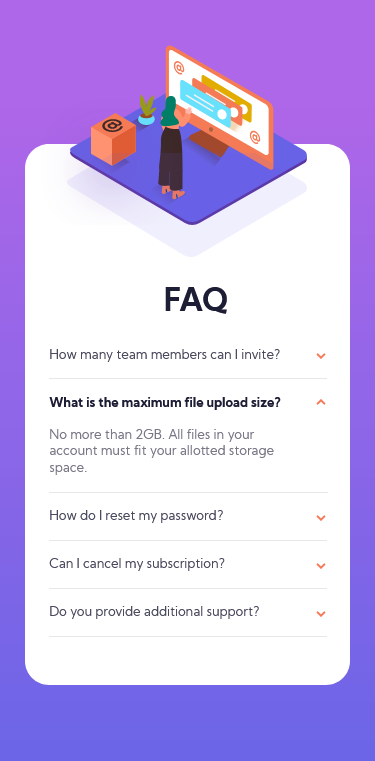 @
@
@
FAQ
How many team members can I invite?
What is the maximum file upload size?
No more than 2GB. All files in your
account must fit your allotted storage
space.
How do I reset my password?
Can I cancel my subscription?
Do you provide additional support?